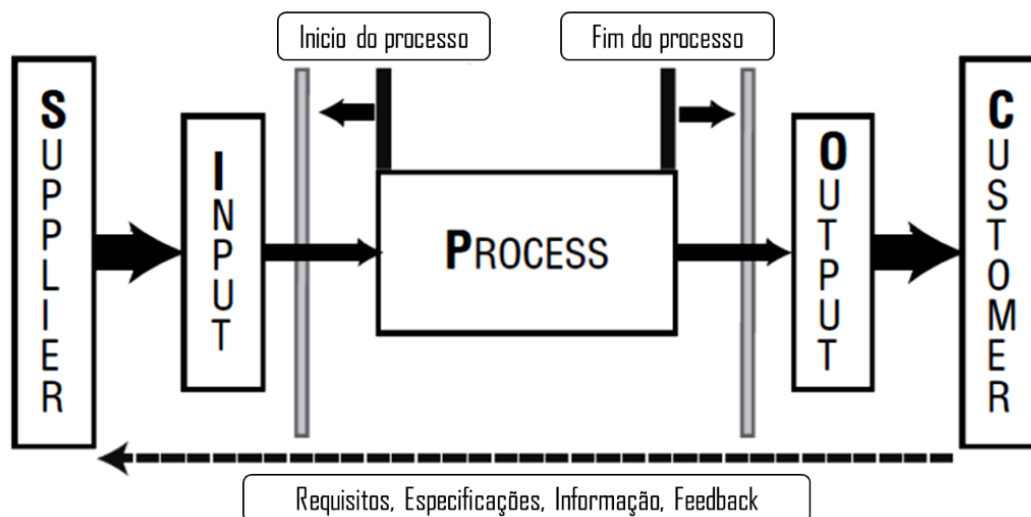 Inicio do processo
Fim do processo
SUPPLIER
INPUT
PROCESS
OUTPUT
CUSTOMER
Requisitos, Especificações, Informação, Feedback